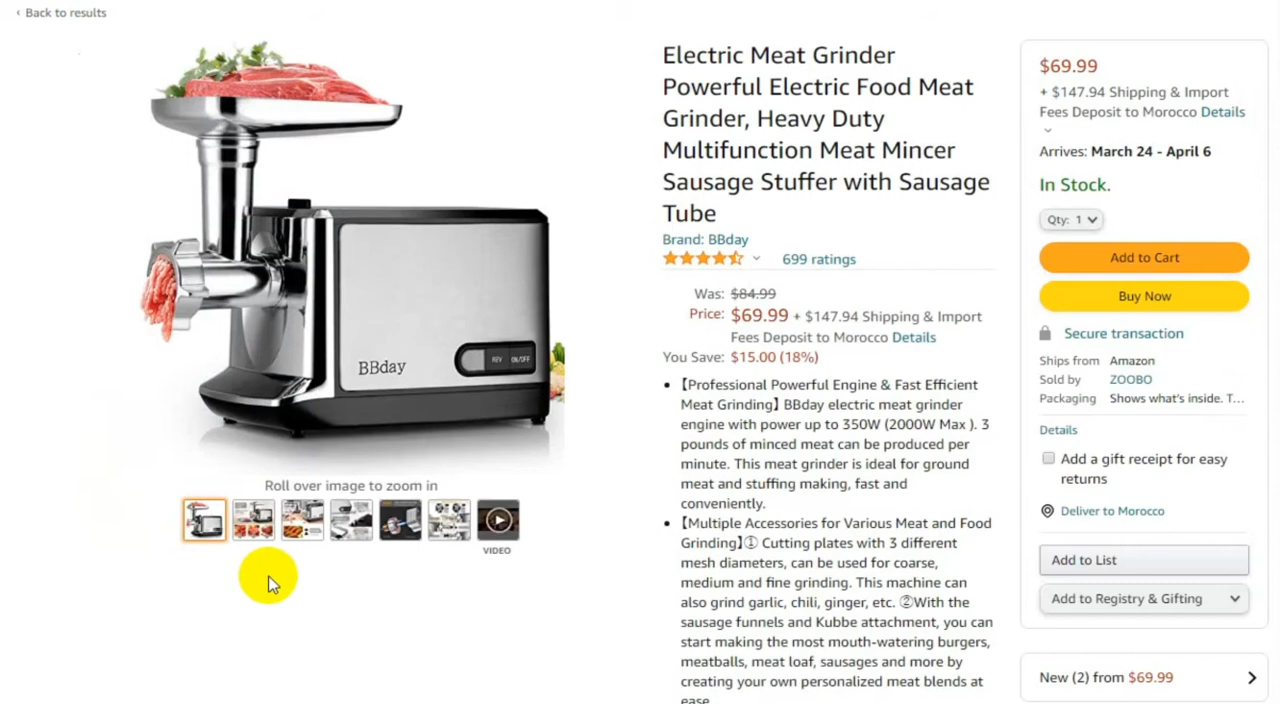 ‹ Back to results
BBday
REV
ON/OFF
Roll over image to zoom in
VIDEO
Electric Meat Grinder
Powerful Electric Food Meat
Grinder, Heavy Duty
Multifunction Meat Mincer
Sausage Stuffer with Sausage
Tube
Brand: BBday
699 ratings
Was: $84.99
Price: $69.99 + $147.94 Shipping & Import
Fees Deposit to Morocco Details
You Save: $15.00 (18%)
• 【Professional Powerful Engine & Fast Efficient
Meat Grinding】 BBday electric meat grinder
engine with power up to 350W (2000W Max ). 3
pounds of minced meat can be produced per
minute. This meat grinder is ideal for ground
meat and stuffing making, fast and
conveniently.
• 【Multiple Accessories for Various Meat and Food
Grinding】① Cutting plates with 3 different
mesh diameters, can be used for coarse,
medium and fine grinding. This machine can
also grind garlic, chili, ginger, etc. ②With the
sausage funnels and Kubbe attachment, you can
start making the most mouth-watering burgers,
meatballs, meat loaf, sausages and more by
creating your own personalized meat blends at
ease
$69.99
+ $147.94 Shipping & Import
Fees Deposit to Morocco Details
Arrives: March 24 - April 6
In Stock.
Qty: 1
Add to Cart
Buy Now
Secure transaction
Ships from Amazon
Sold by ZOOBO
Packaging Shows what's inside. T...
Details
Add a gift receipt for easy
returns
Deliver to Morocco
Add to List
Add to Registry & Gifting
New (2) from $69.99